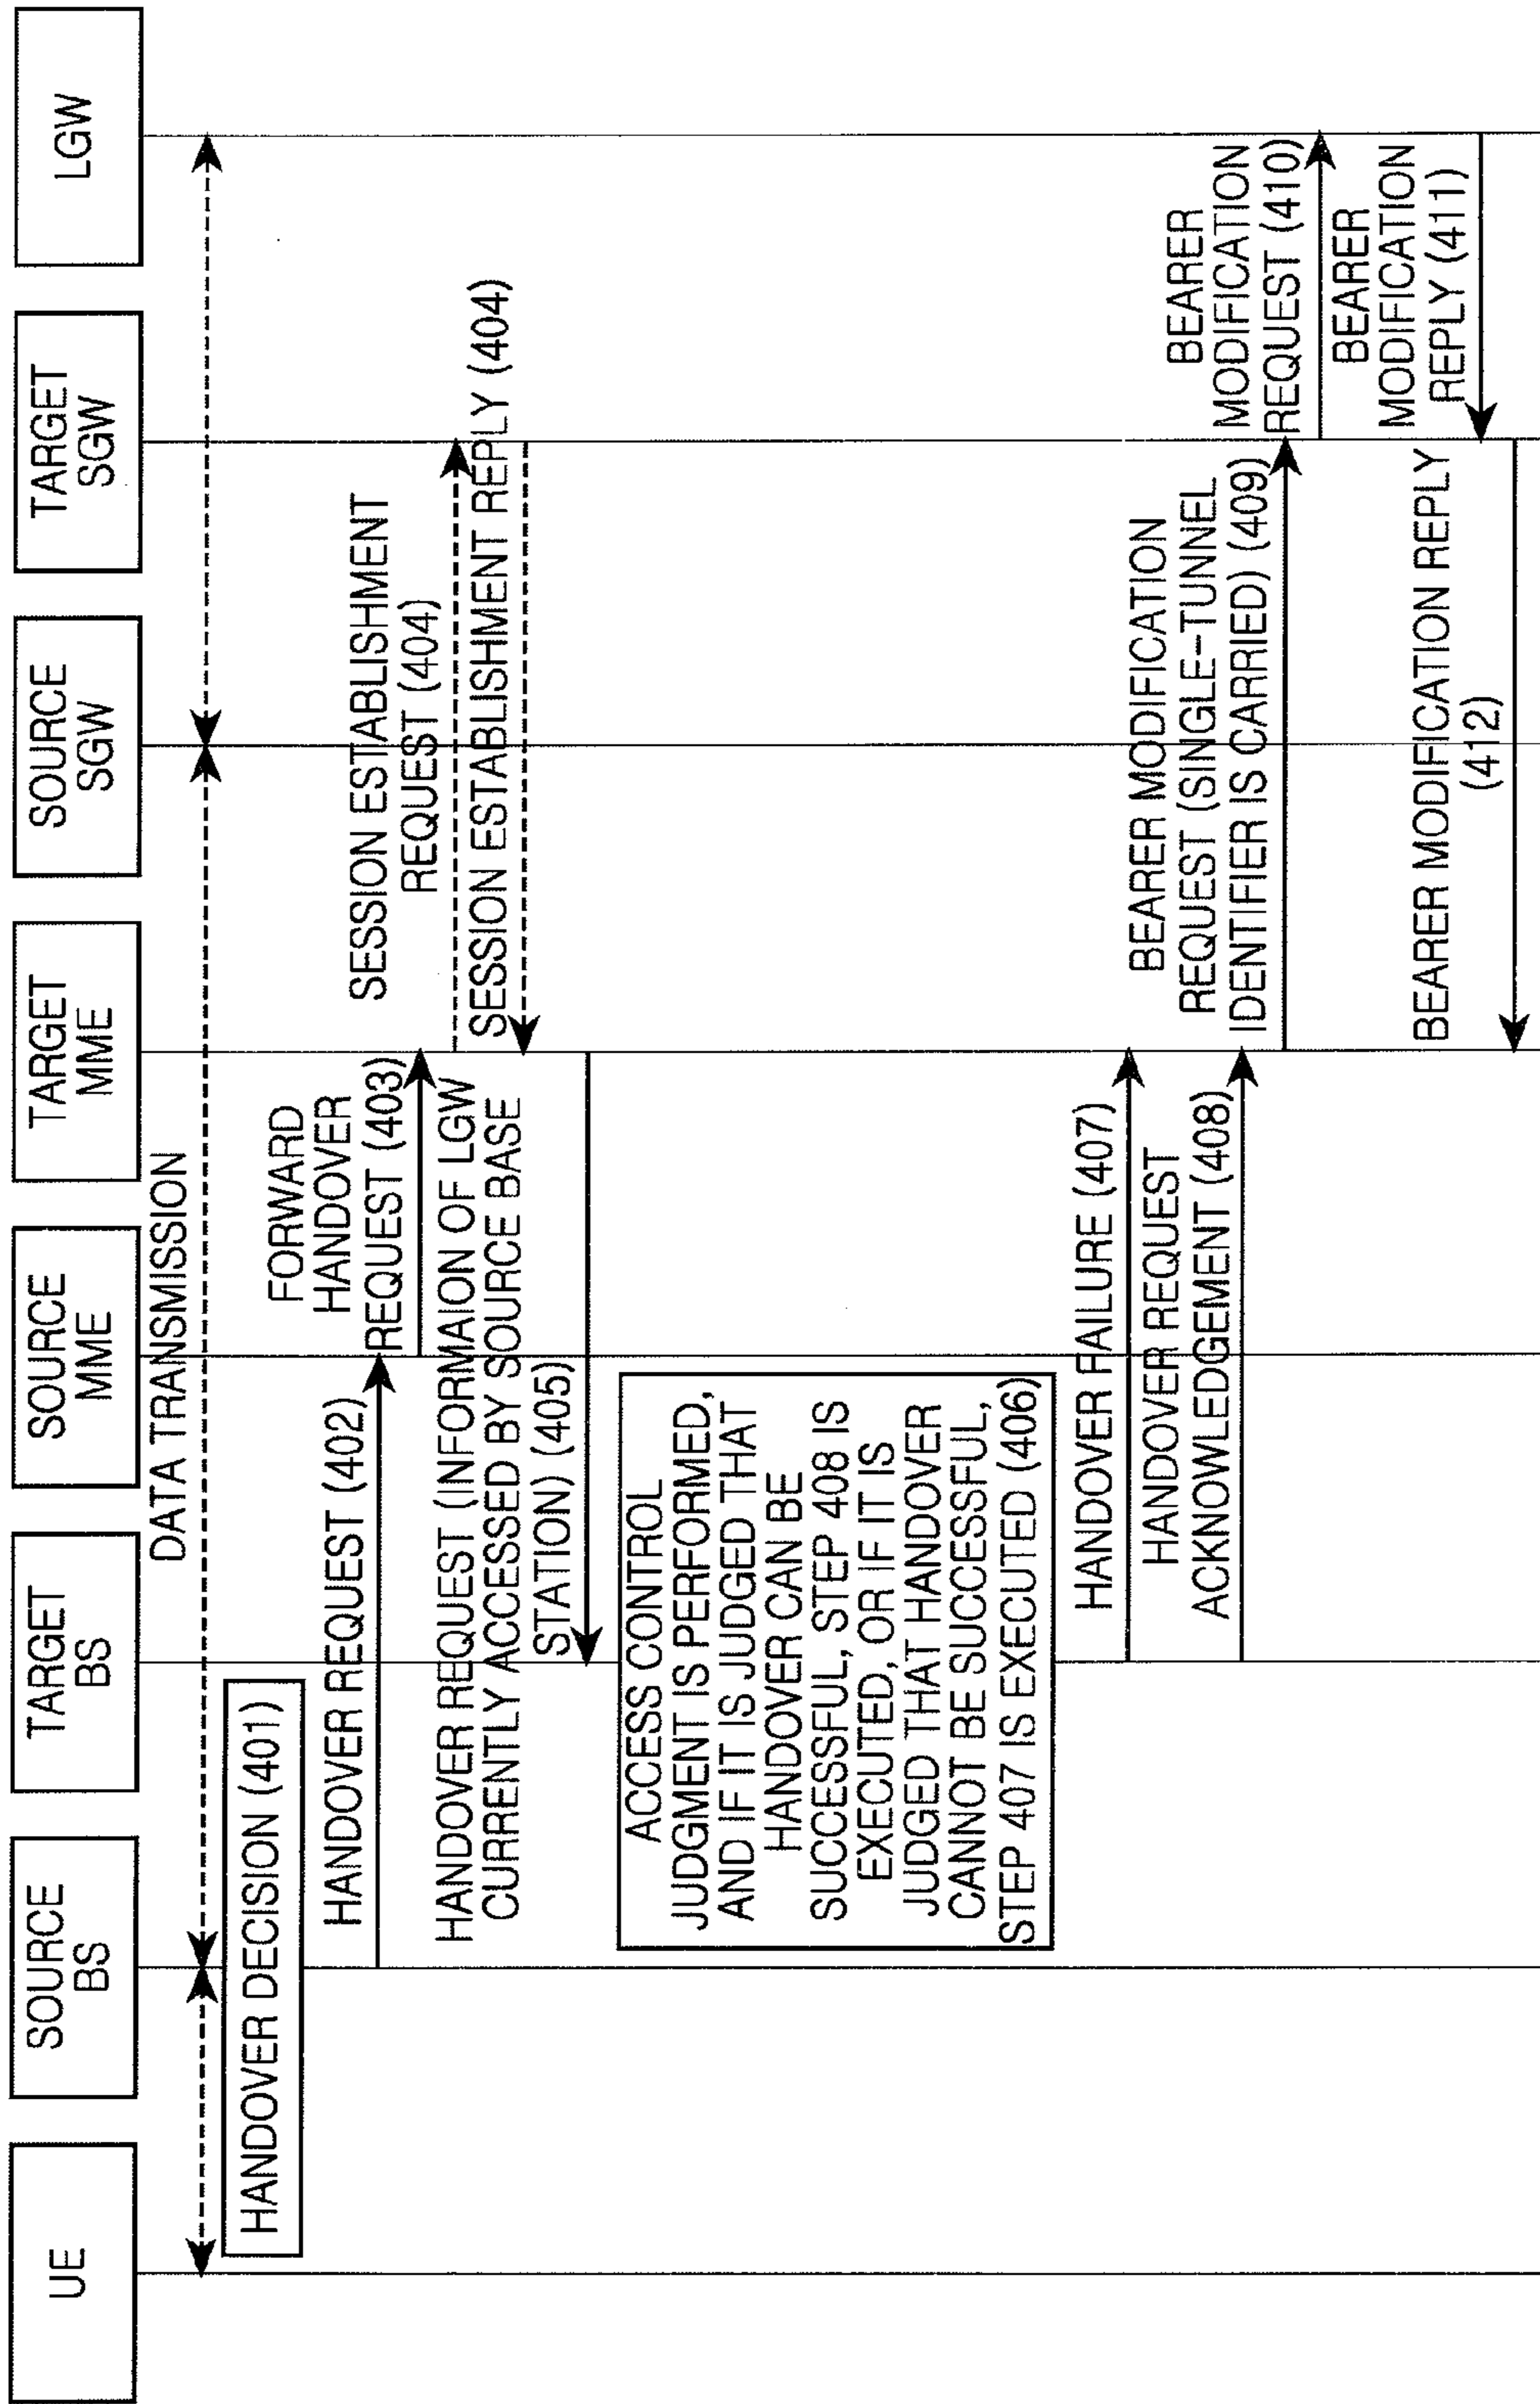 UE
SOURCE
BS
TARGET
BS
SOURCE
MME
TARGET
MME
SOURCE
SGW
TARGET
SGW
LGW
DATA TRANSMISSION
HANDOVER DECISION (401)
HANDOVER REQUEST (402)
FORWARD
HANDOVER
REQUEST (403)
SESSION ESTABLISHMENT
REQUEST (404)
SESSION ESTABLISHMENT REPLY (404)
HANDOVER REQUEST (INFORMAION OF LGW
CURRENTLY ACCESSED BY SOURCE BASE
STATION) (405)
ACCESS CONTROL
JUDGMENT IS PERFORMED,
AND IF IT IS JUDGED THAT
HANDOVER CAN BE
SUCCESSFUL, STEP 408 IS
EXECUTED, OR IF IT IS
JUDGED THAT HANDOVER
CANNOT BE SUCCESSFUL,
STEP 407 IS EXECUTED (406)
HANDOVER FAILURE (407)
HANDOVER REQUEST
ACKNOWLEDGEMENT (408)
BEARER MODIFICATION
REQUEST (SINGLE-TUNNEL
IDENTIFIER IS CARRIED) (409)
BEARER
MODIFICATION
REQUEST (410)
BEARER
MODIFICATION
REPLY (411)
BEARER MODIFICATION REPLY
(412)